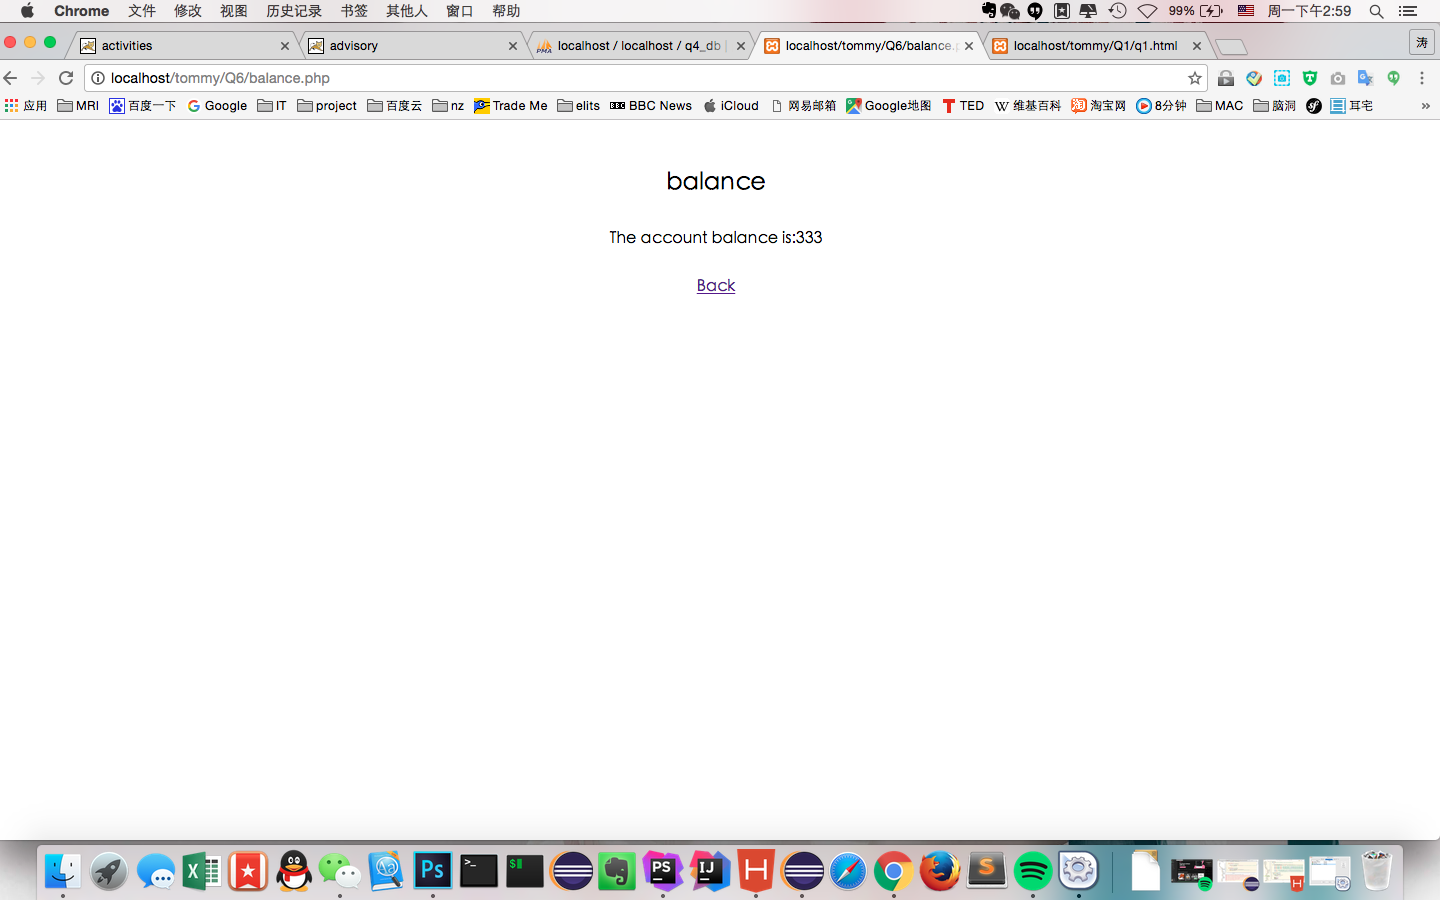 Chrome 文件 修改 视图 历史记录 书签 其他人 窗口 帮助 99% 周一下午2:59
activities advisory localhost / localhost / q4_db | localhost/tommy/Q6/balance.p localhost/tommy/Q1/q1.html 涛
localhost/tommy/Q6/balance.php
应用 MRI 百度一下 Google IT project 百度云 nz Trade Me elits BBC News iCloud 网易邮箱 Google地图 TED 维基百科 淘宝网 8分钟 MAC 脑洞 耳宅 »
balance
The account balance is:333
Back